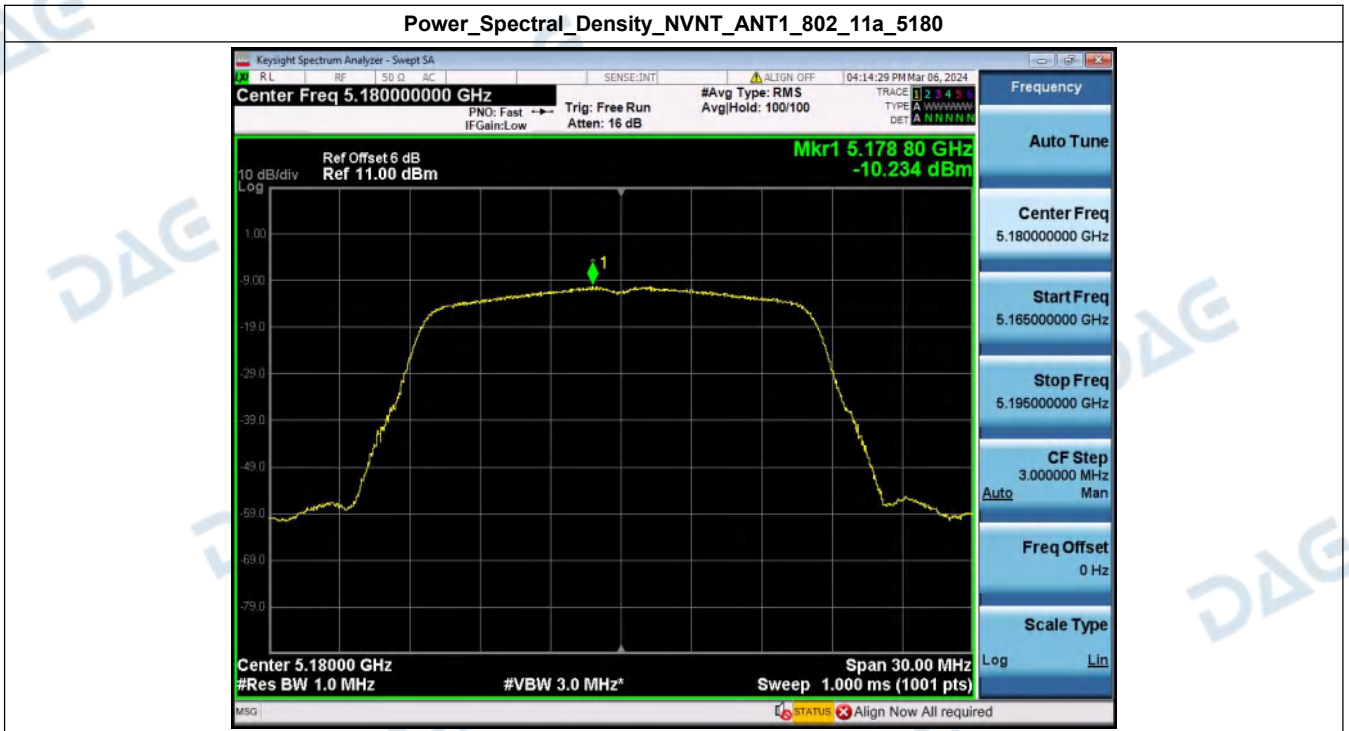 Power_Spectral_Density_NVNT_ANT1_802_11a_5180
Keysight Spectrum Analyzer - Swept SA
LXI RL RF 50 Ω AC SENSE:INT ALIGN OFF 04:14:29 PM Mar 06, 2024
Center Freq 5.180000000 GHz
PNO: Fast
IFGain:Low
Trig: Free Run
Atten: 16 dB
#Avg Type: RMS
Avg|Hold: 100/100
TRACE 1 2 3 4 5 6
TYPE A WWWWW
DET A N N N N N
Ref Offset 6 dB
10 dB/div Ref 11.00 dBm
Log
Mkr1 5.178 80 GHz
-10.234 dBm
1
1.00
-9.00
-19.0
-29.0
-39.0
-49.0
-59.0
-69.0
-79.0
Center 5.18000 GHz Span 30.00 MHz
#Res BW 1.0 MHz #VBW 3.0 MHz* Sweep 1.000 ms (1001 pts)
MSG STATUS Align Now All required
Frequency
Auto Tune
Center Freq
5.180000000 GHz
Start Freq
5.165000000 GHz
Stop Freq
5.195000000 GHz
CF Step
3.000000 MHz
Auto Man
Freq Offset
0 Hz
Scale Type
Log Lin
DAG
DAG
DAG